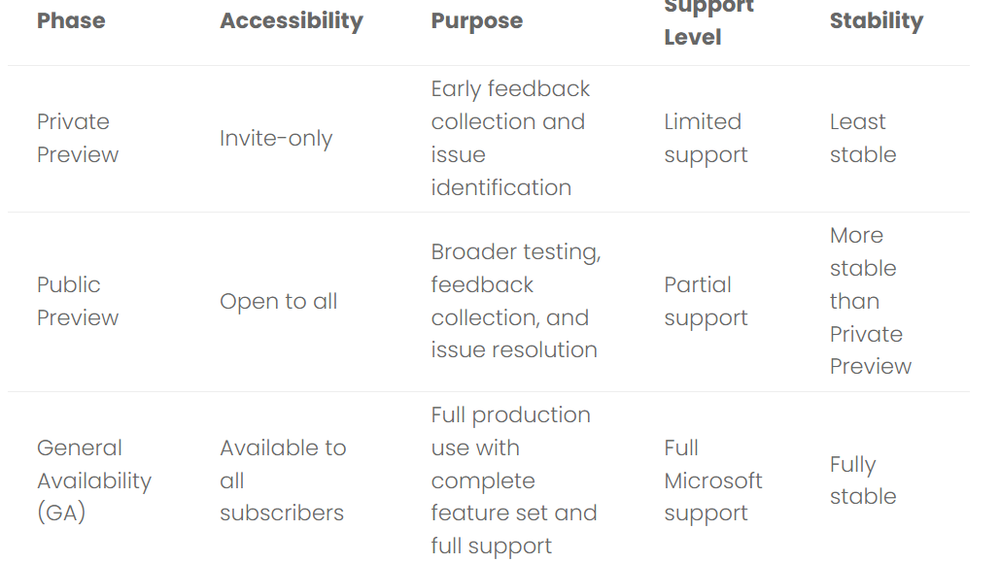 Phase Accessibility Purpose Support Level Stability
Private Preview Invite-only Early feedback collection and issue identification Limited support Least stable
Public Preview Open to all Broader testing, feedback collection, and issue resolution Partial support More stable than Private Preview
General Availability (GA) Available to all subscribers Full production use with complete feature set and full support Full Microsoft support Fully stable